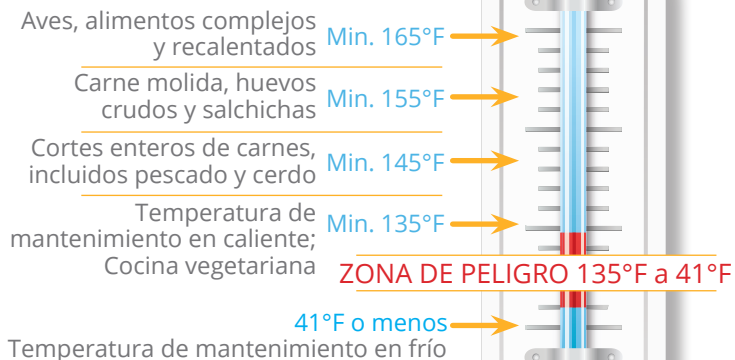 Aves, alimentos complejos
y recalentados
Min. 165°F
Carne molida, huevos
crudos y salchichas
Min. 155°F
Cortes enteros de carnes,
incluidos pescado y cerdo
Min. 145°F
Temperatura de
mantenimiento en caliente;
Cocina vegetariana
Min. 135°F
ZONA DE PELIGRO 135°F a 41°F
41°F o menos
Temperatura de mantenimiento en frío